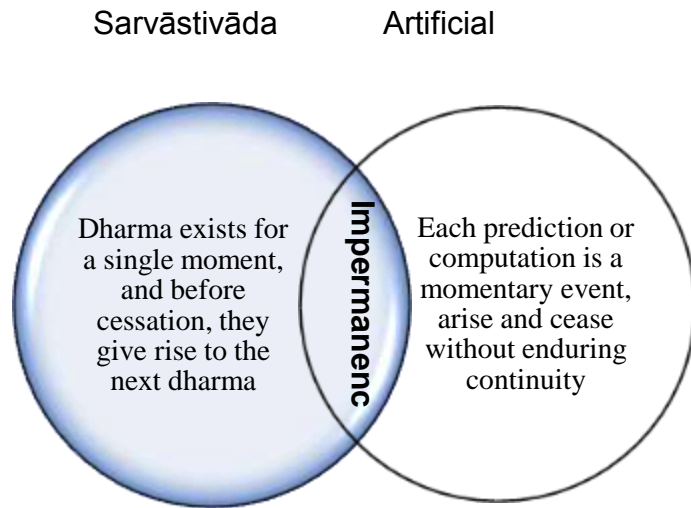 Sarvāstivāda
Artificial
Dharma exists for
a single moment,
and before
cessation, they
give rise to the
next dharma
Impermanenc
Each prediction or
computation is a
momentary event,
arise and cease
without enduring
continuity